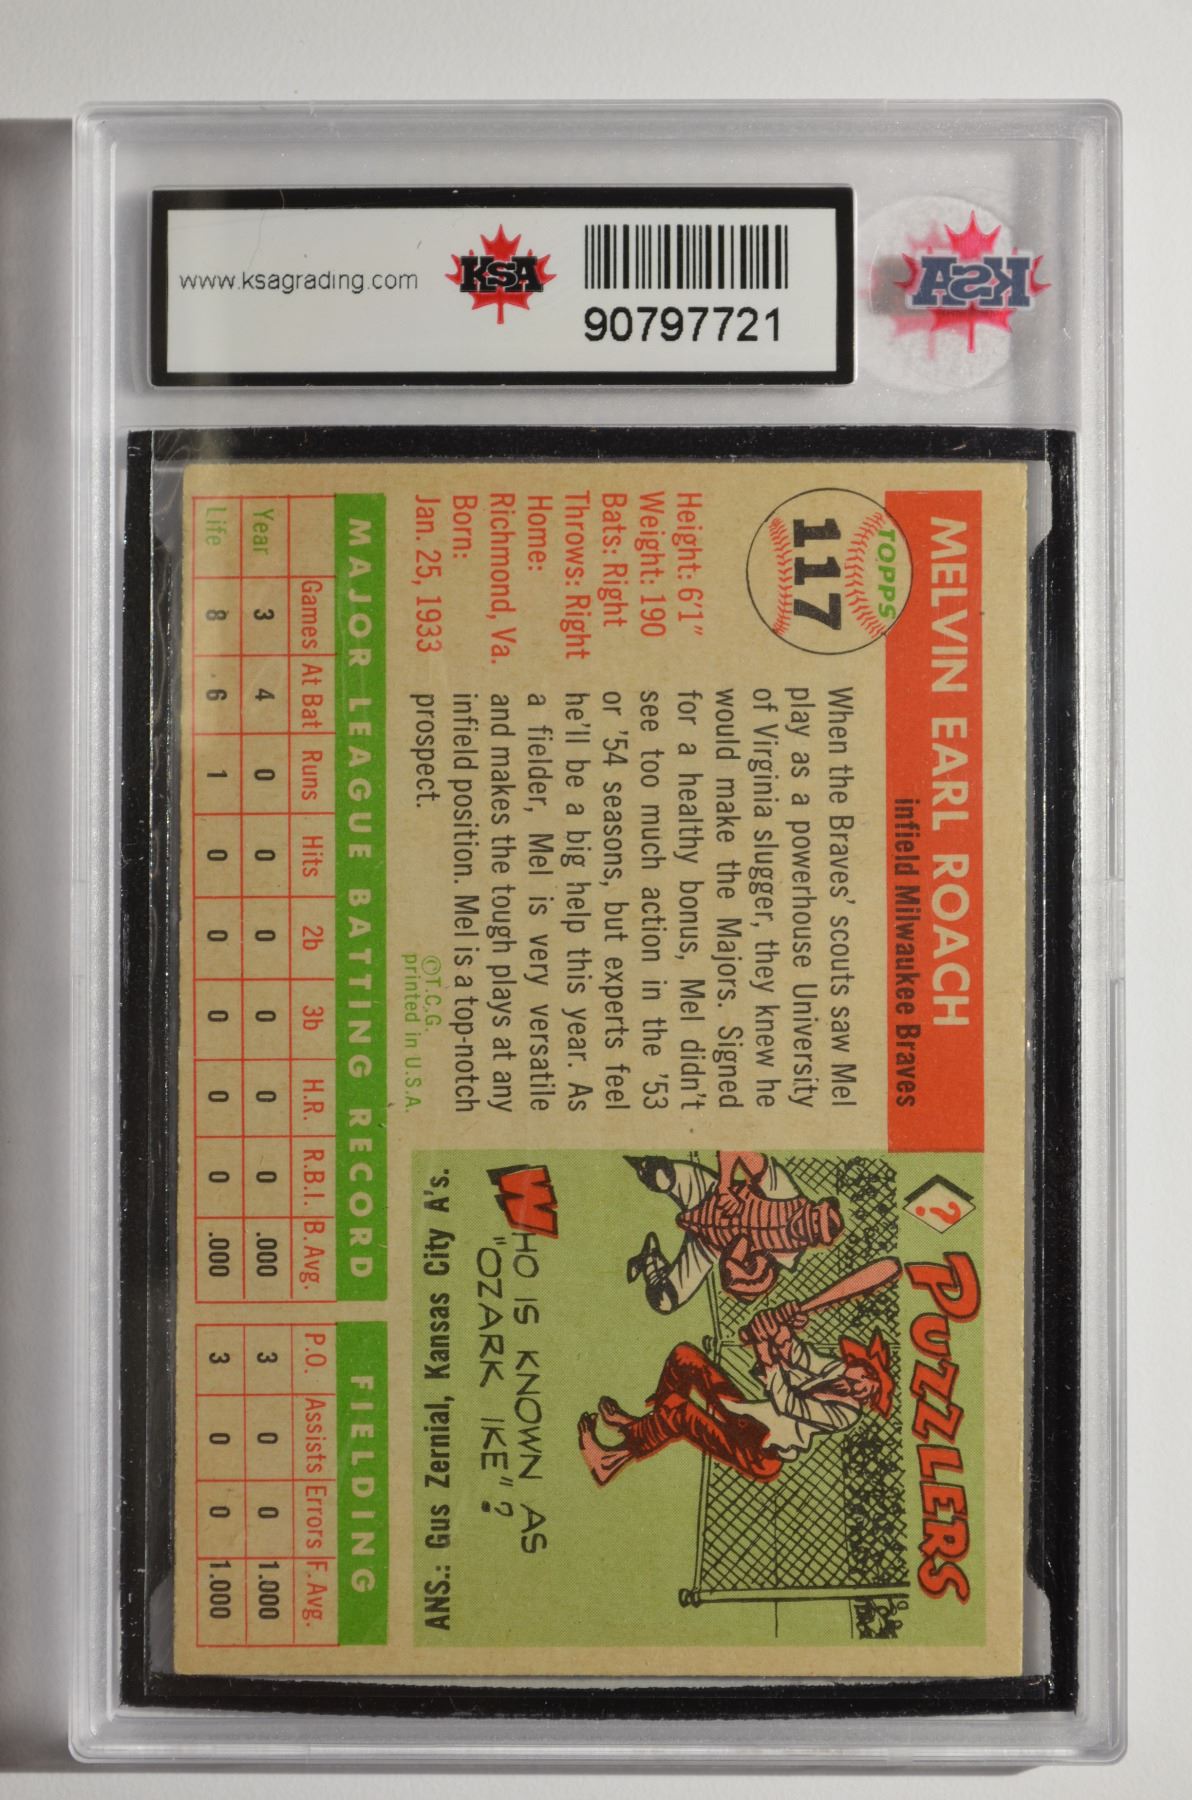 www.ksagrading.com
KSA
90797721
KSA
MELVIN EARL ROACH
infield Milwaukee Braves
TOPPS
117
Height: 6'1"
Weight: 190
Bats: Right
Throws: Right
Home:
Richmond, Va.
Born:
Jan. 25, 1933
When the Braves' scouts saw Mel
play as a powerhouse University
of Virginia slugger, they knew he
would make the Majors. Signed
for a healthy bonus, Mel didn't
see too much action in the '53
or '54 seasons, but experts feel
he'll be a big help this year. As
a fielder, Mel is very versatile
and makes the tough plays at any
infield position. Mel is a top-notch
prospect.
©T.C.G.
printed in U.S.A.
? PUZZLERS
WHO IS KNOWN AS
"OZARK IKE"?
ANS.: Gus Zernial, Kansas City A's.
MAJOR LEAGUE BATTING RECORD FIELDING
Games At Bat Runs Hits 2b 3b H.R. R.B.I. B. Avg. P.O. Assists Errors F. Avg.
Year 3 4 0 0 0 0 0 0 .000 3 0 0 1.000
Life 8 6 1 0 0 0 0 0 .000 3 0 0 1.000